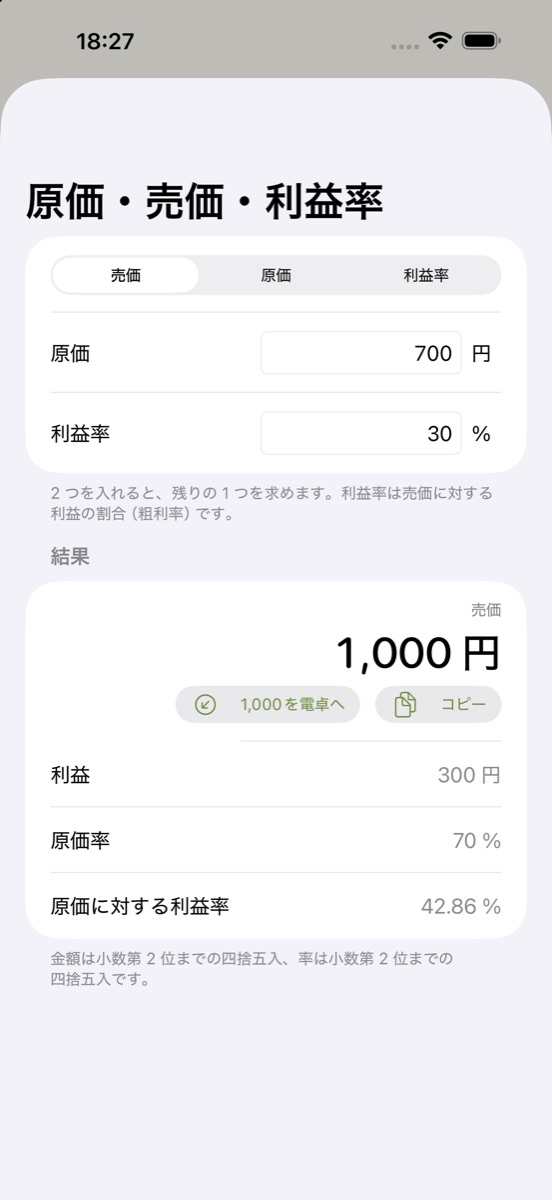 18:27
原価・売価・利益率
売価
原価
利益率
原価
700 円
利益率
30 %
2 つを入れると、残りの 1 つを求めます。利益率は売価に対する
利益の割合（粗利率）です。
結果
売価
1,000 円
1,000を電卓へ
コピー
利益
300 円
原価率
70 %
原価に対する利益率
42.86 %
金額は小数第 2 位までの四捨五入、率は小数第 2 位までの
四捨五入です。